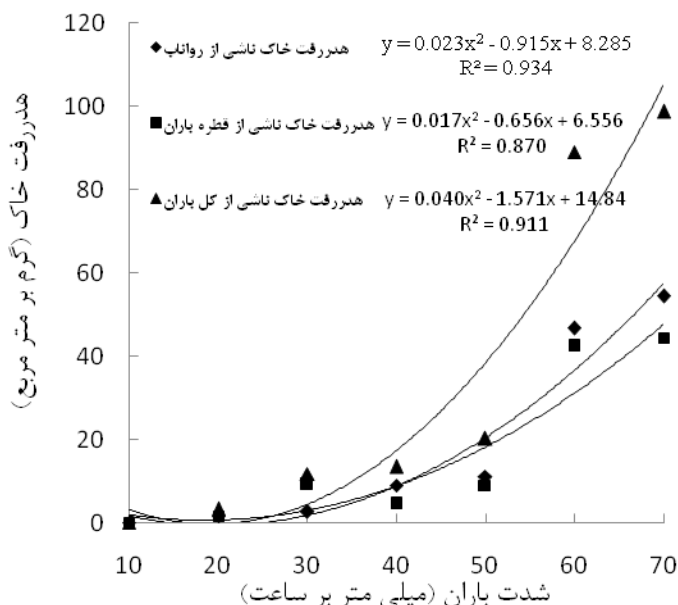 هدررفت خاک (گرم بر متر مربع)
120
100
80
60
40
20
0
هدررفت خاک ناشی از رواناب y = 0.023x² - 0.915x + 8.285
R² = 0.934
هدررفت خاک ناشی از قطره باران y = 0.017x² - 0.656x + 6.556
R² = 0.870
هدررفت خاک ناشی از کل باران y = 0.040x² - 1.571x + 14.84
R² = 0.911
10 20 30 40 50 60 70
شدت باران (میلی متر بر ساعت)